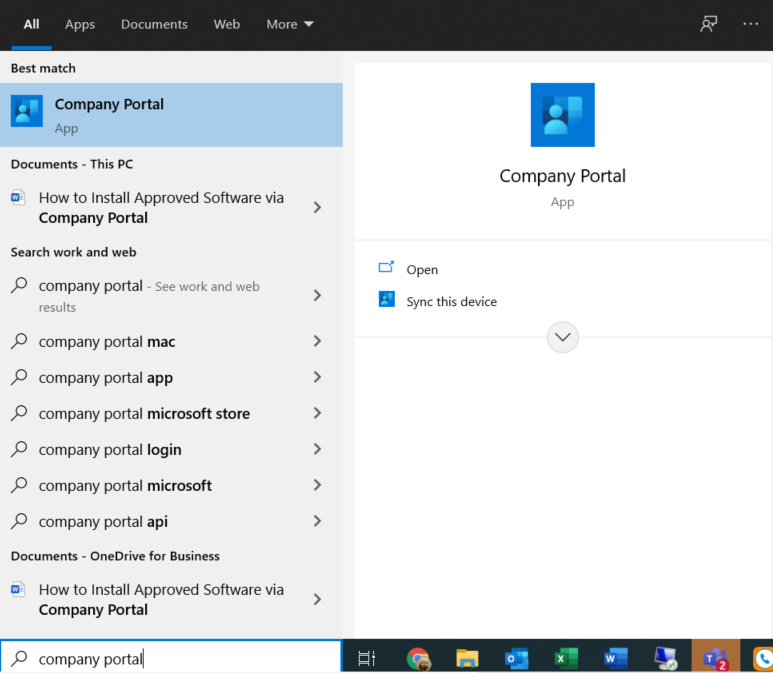 All Apps Documents Web More
Best match
Company Portal
App
Documents - This PC
How to Install Approved Software via
Company Portal
Search work and web
company portal - See work and web
results
company portal mac
company portal app
company portal microsoft store
company portal login
company portal microsoft
company portal api
Documents - OneDrive for Business
How to Install Approved Software via
Company Portal
company portal
Company Portal
App
Open
Sync this device
2